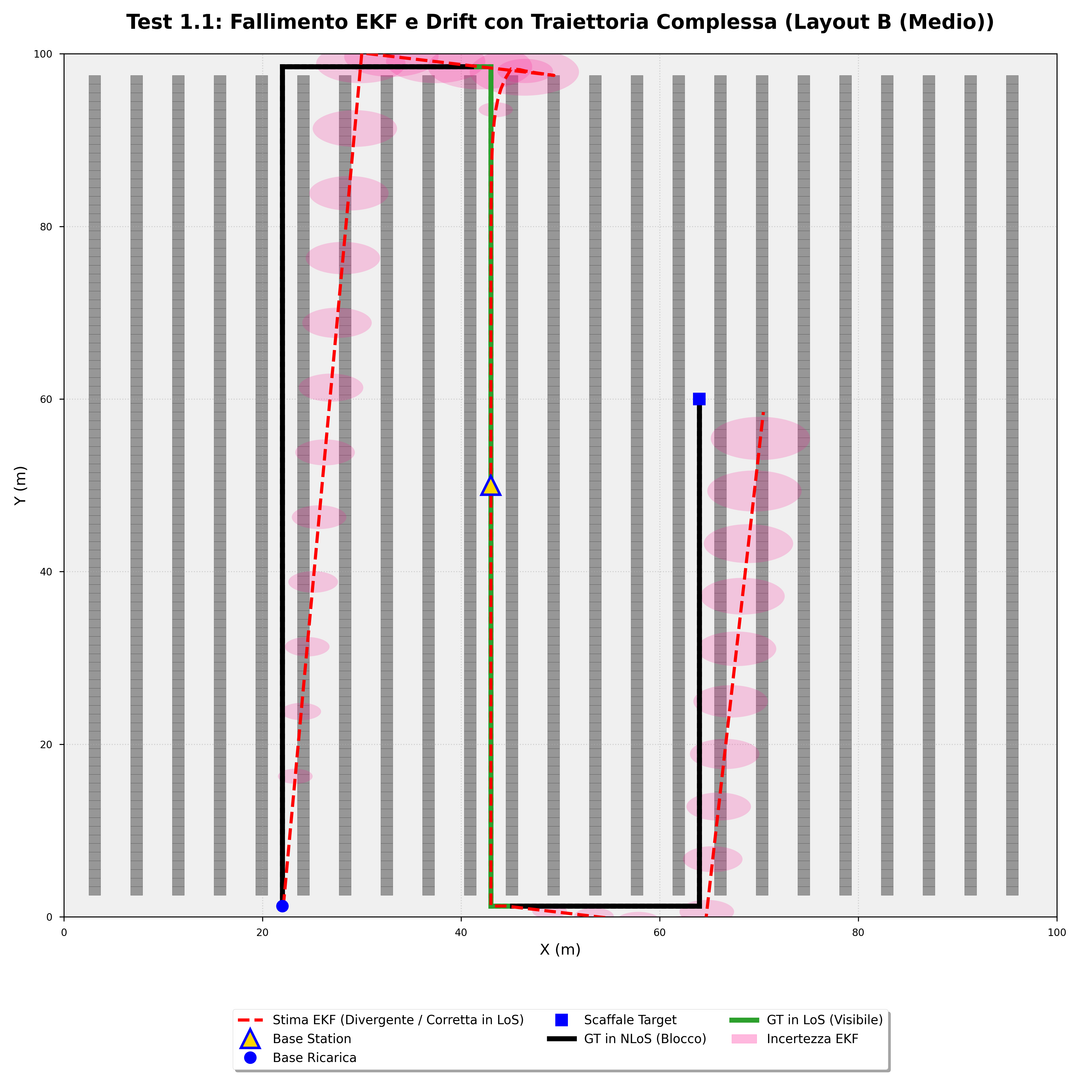 Test 1.1: Fallimento EKF e Drift con Traiettoria Complessa (Layout B (Medio))
100
80
60
40
20
0
Y (m)
0 20 40 60 80 100
X (m)
Stima EKF (Divergente / Corretta in LoS)
Base Station
Base Ricarica
Scaffale Target
GT in NLoS (Blocco)
GT in LoS (Visibile)
Incertezza EKF